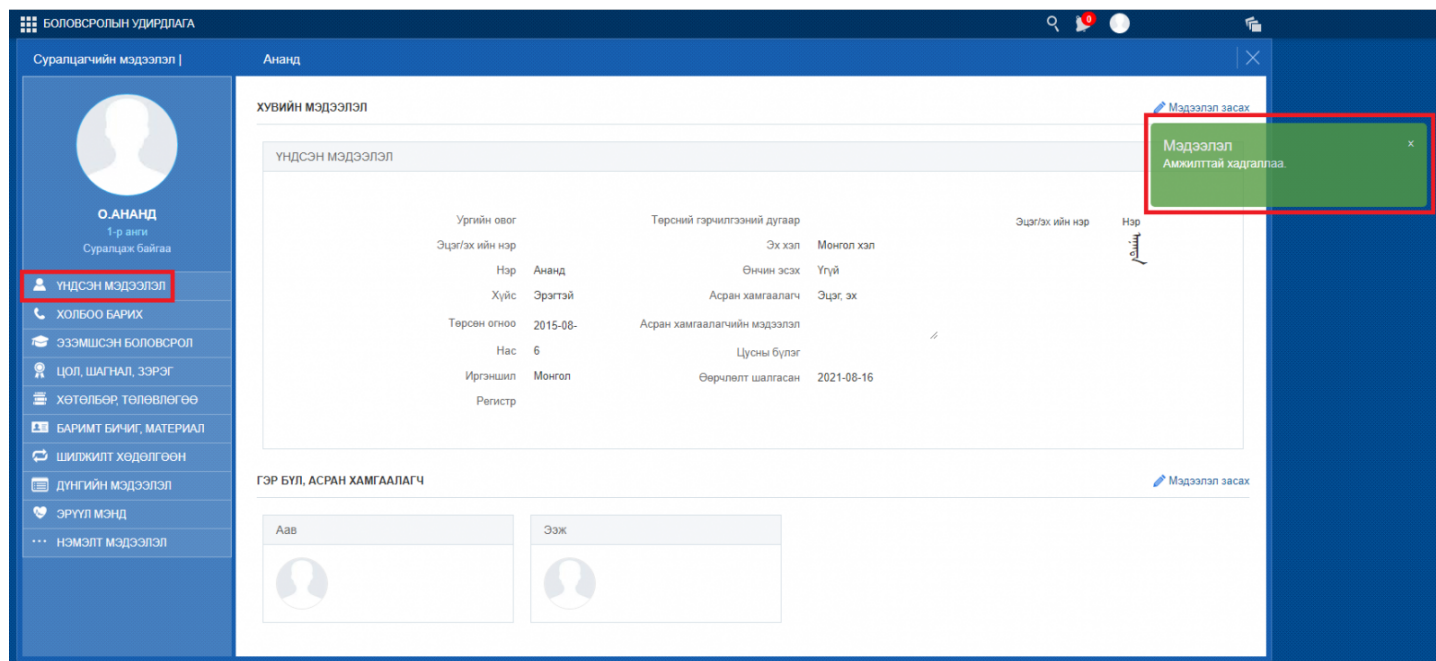 БОЛОВСРОЛЫН УДИРДЛАГА
0
Суралцагчийн мэдээлэл |
Ананд
О.АНАНД
1-р анги
Суралцаж байгаа
ҮНДСЭН МЭДЭЭЛЭЛ
ХОЛБОО БАРИХ
ЭЗЭМШСЭН БОЛОВСРОЛ
ЦОЛ, ШАГНАЛ, ЗЭРЭГ
ХӨТӨЛБӨР, ТӨЛӨВЛӨГӨӨ
БАРИМТ БИЧИГ, МАТЕРИАЛ
ШИЛЖИЛТ ХӨДӨЛГӨӨН
ДҮНГИЙН МЭДЭЭЛЭЛ
ЭРҮҮЛ МЭНД
НЭМЭЛТ МЭДЭЭЛЭЛ
ХУВИЙН МЭДЭЭЛЭЛ
Мэдээлэл засах
Мэдээлэл
x
Амжилттай хадгаллаа.
ҮНДСЭН МЭДЭЭЛЭЛ
Ургийн овог
Эцэг/эх ийн нэр
Нэр Ананд
Хүйс Эрэгтэй
Төрсөн огноо 2015-08-
Нас 6
Иргэншил Монгол
Регистр
Төрсний гэрчилгээний дугаар
Эх хэл Монгол хэл
Өнчин эсэх Үгүй
Асран хамгаалагч Эцэг, эх
Асран хамгаалагчийн мэдээлэл
Цусны бүлэг
Өөрчлөлт шалгасан 2021-08-16
Эцэг/эх ийн нэр Нэр
ГЭР БҮЛ, АСРАН ХАМГААЛАГЧ
Мэдээлэл засах
Аав
Ээж